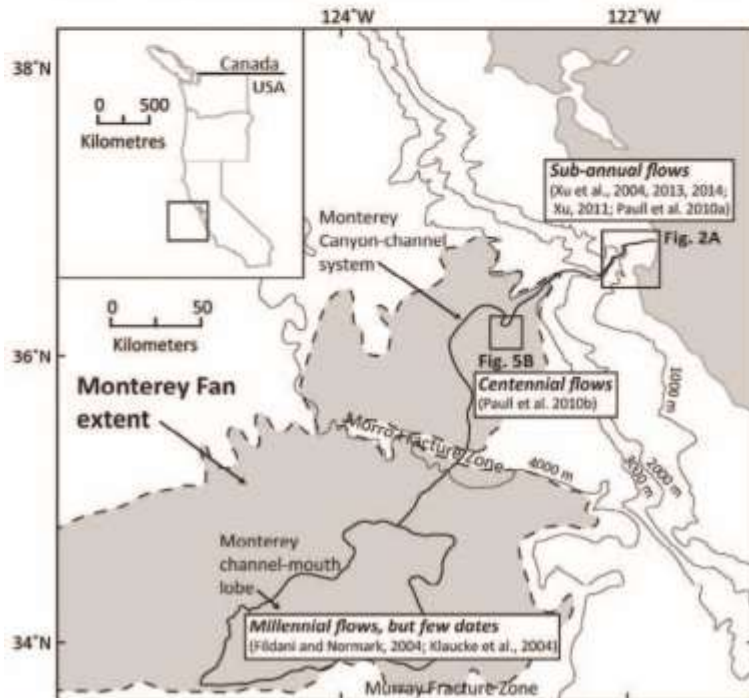 124°W
122°W
38°N
Canada
USA
0 500
Kilometres
Sub-annual flows
(Xu et al., 2004, 2013, 2014;
Xu, 2011; Paull et al. 2010a)
Monterey
Canyon-channel
system
Fig. 2A
0 50
Kilometers
36°N
Fig. 5B
1000 m
Monterey Fan
extent
Centennial flows
(Paull et al. 2010b)
Morro Fracture Zone
4000 m
3000 m
2000 m
Monterey
channel-mouth
lobe
Millennial flows, but few dates
(Fildani and Normark, 2004; Klaucke et al., 2004)
34°N
Murray Fracture Zone